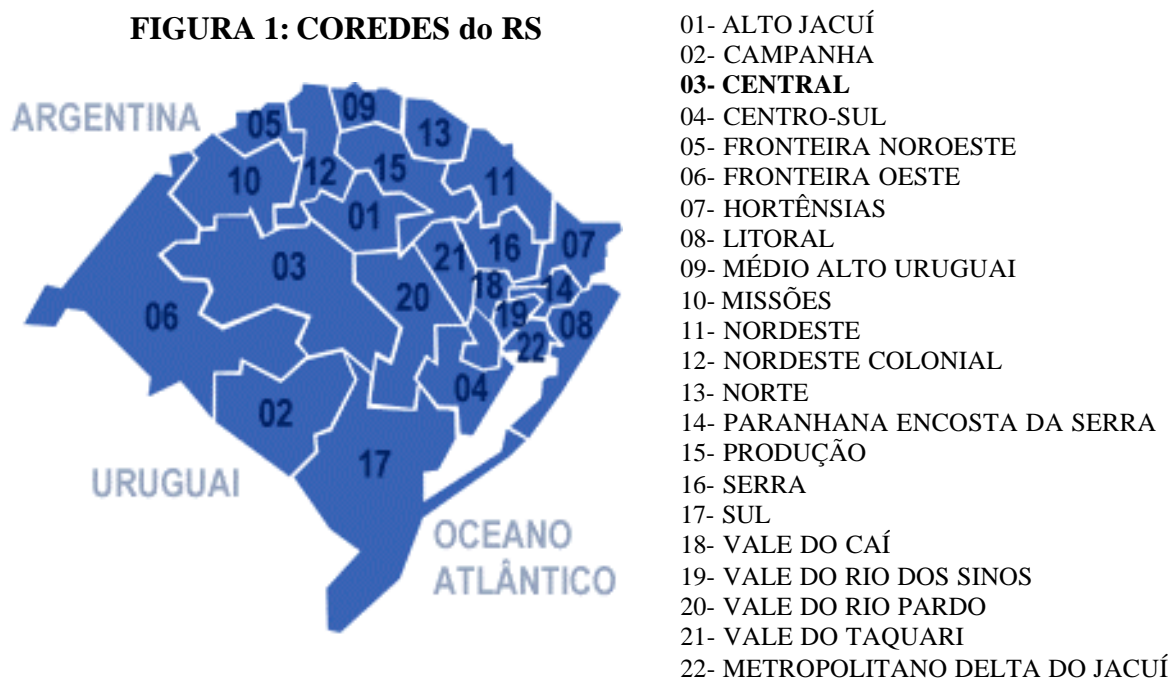 FIGURA 1: COREDES do RS
ARGENTINA
05
09
13
10
12
15
11
01
03
21
16
07
18
14
20
06
19
08
22
04
02
17
URUGUAI
OCEANO
ATLÂNTICO
01- ALTO JACUÍ
02- CAMPANHA
03- CENTRAL
04- CENTRO-SUL
05- FRONTEIRA NOROESTE
06- FRONTEIRA OESTE
07- HORTÊNSIAS
08- LITORAL
09- MÉDIO ALTO URUGUAI
10- MISSÕES
11- NORDESTE
12- NORDESTE COLONIAL
13- NORTE
14- PARANHANA ENCOSTA DA SERRA
15- PRODUÇÃO
16- SERRA
17- SUL
18- VALE DO CAÍ
19- VALE DO RIO DOS SINOS
20- VALE DO RIO PARDO
21- VALE DO TAQUARI
22- METROPOLITANO DELTA DO JACUÍ